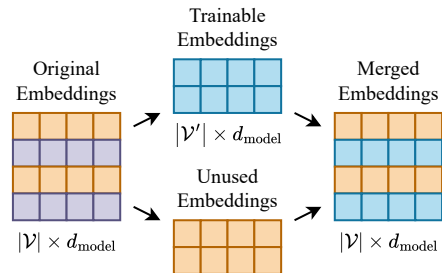 Original
Embeddings
|𝒱| × d_model
Trainable
Embeddings
|𝒱′| × d_model
Unused
Embeddings
Merged
Embeddings
|𝒱| × d_model